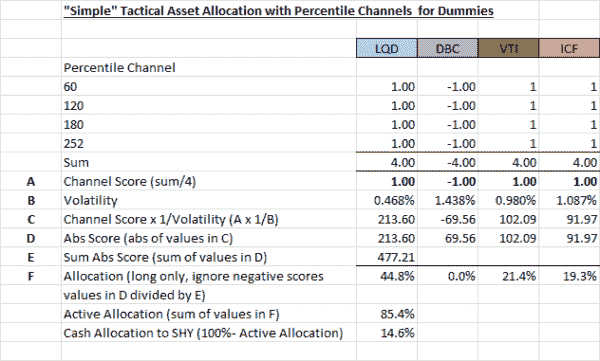 "Simple" Tactical Asset Allocation with Percentile Channels for Dummies
LQD DBC VTI ICF
Percentile Channel
60 1.00 -1.00 1 1
120 1.00 -1.00 1 1
180 1.00 -1.00 1 1
252 1.00 -1.00 1 1
Sum 4.00 -4.00 4.00 4.00
A Channel Score (sum/4) 1.00 -1.00 1.00 1.00
B Volatility 0.468% 1.438% 0.980% 1.087%
C Channel Score x 1/Volatility (A x 1/B) 213.60 -69.56 102.09 91.97
D Abs Score (abs of values in C) 213.60 69.56 102.09 91.97
E Sum Abs Score (sum of values in D) 477.21
F Allocation (long only, ignore negative scores 44.8% 0.0% 21.4% 19.3%
values in D divided by E)
Active Allocation (sum of values in F) 85.4%
Cash Allocation to SHY (100%- Active Allocation) 14.6%